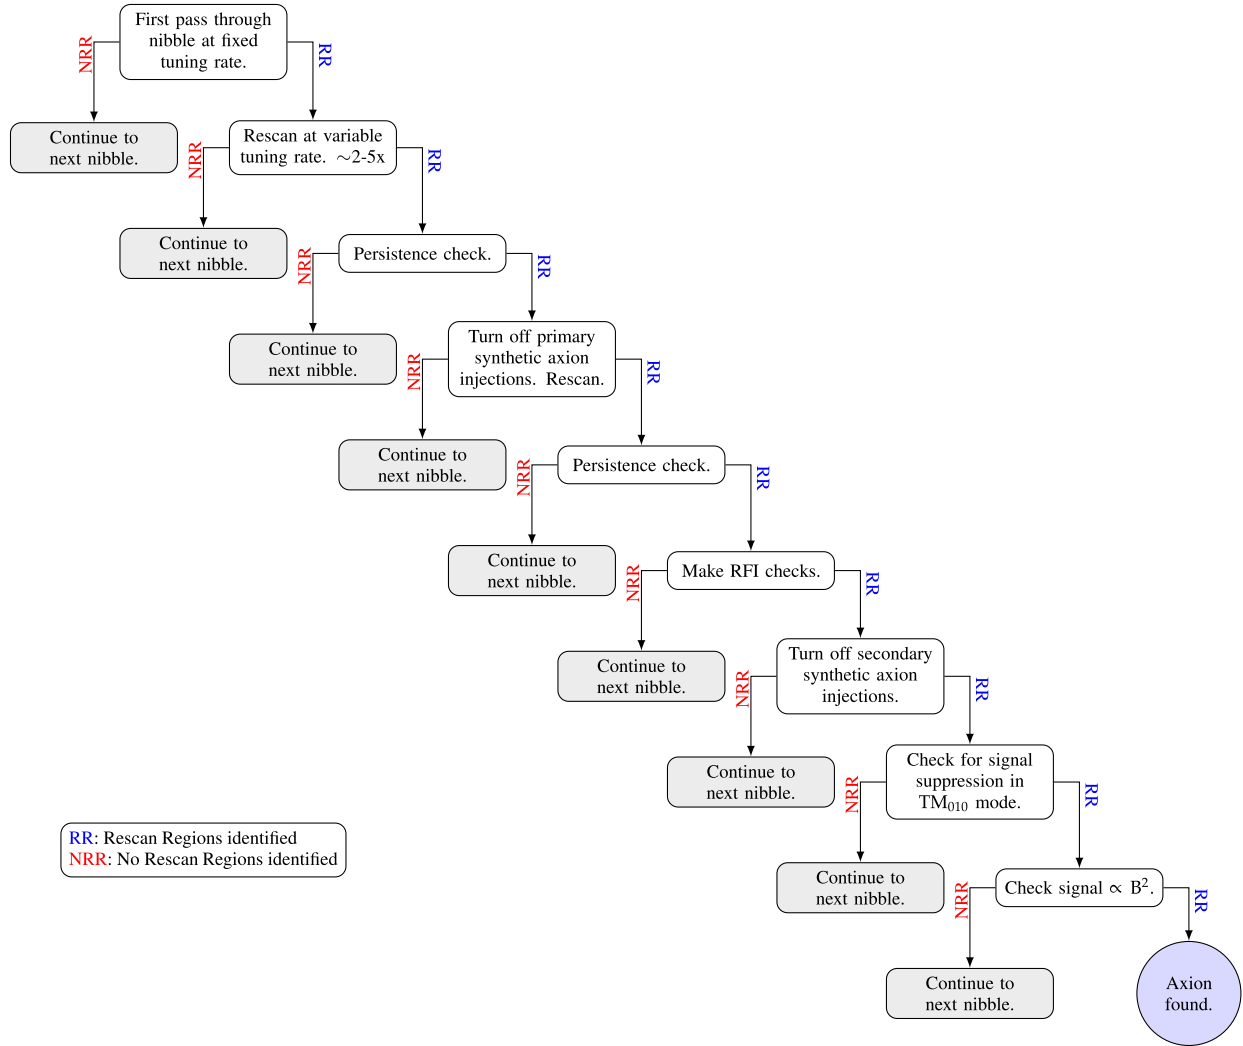 First pass through
nibble at fixed
tuning rate.
NRR
RR
Continue to
next nibble.
Rescan at variable
tuning rate. ∼2-5x
NRR
RR
Continue to
next nibble.
Persistence check.
NRR
RR
Continue to
next nibble.
Turn off primary
synthetic axion
injections. Rescan.
NRR
RR
Continue to
next nibble.
Persistence check.
NRR
RR
Continue to
next nibble.
Make RFI checks.
NRR
RR
Continue to
next nibble.
Turn off secondary
synthetic axion
injections.
NRR
RR
Continue to
next nibble.
Check for signal
suppression in
TM₀₁₀ mode.
NRR
RR
Continue to
next nibble.
Check signal ∝ B².
NRR
RR
Continue to
next nibble.
Axion
found.
RR: Rescan Regions identified
NRR: No Rescan Regions identified